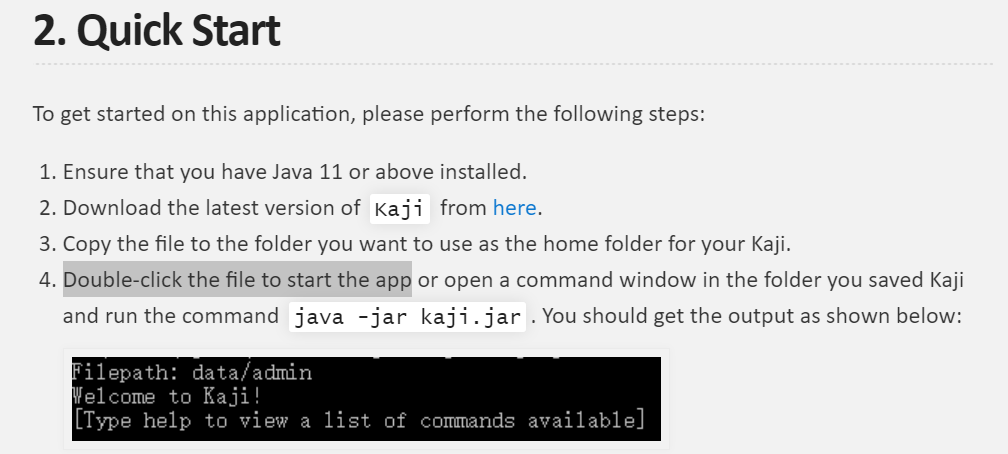 2. Quick Start
To get started on this application, please perform the following steps:
1. Ensure that you have Java 11 or above installed.
2. Download the latest version of Kaji from here.
3. Copy the file to the folder you want to use as the home folder for your Kaji.
4. Double-click the file to start the app or open a command window in the folder you saved Kaji
and run the command java -jar kaji.jar . You should get the output as shown below:
Filepath: data/admin
Welcome to Kaji!
[Type help to view a list of commands available]